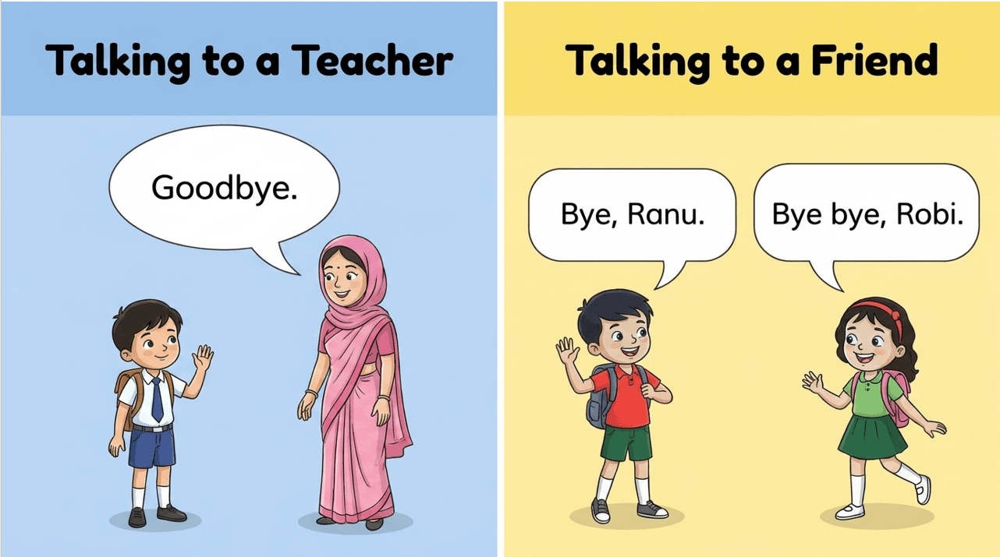 Talking to a Teacher
Goodbye.
Talking to a Friend
Bye, Ranu.
Bye bye, Robi.